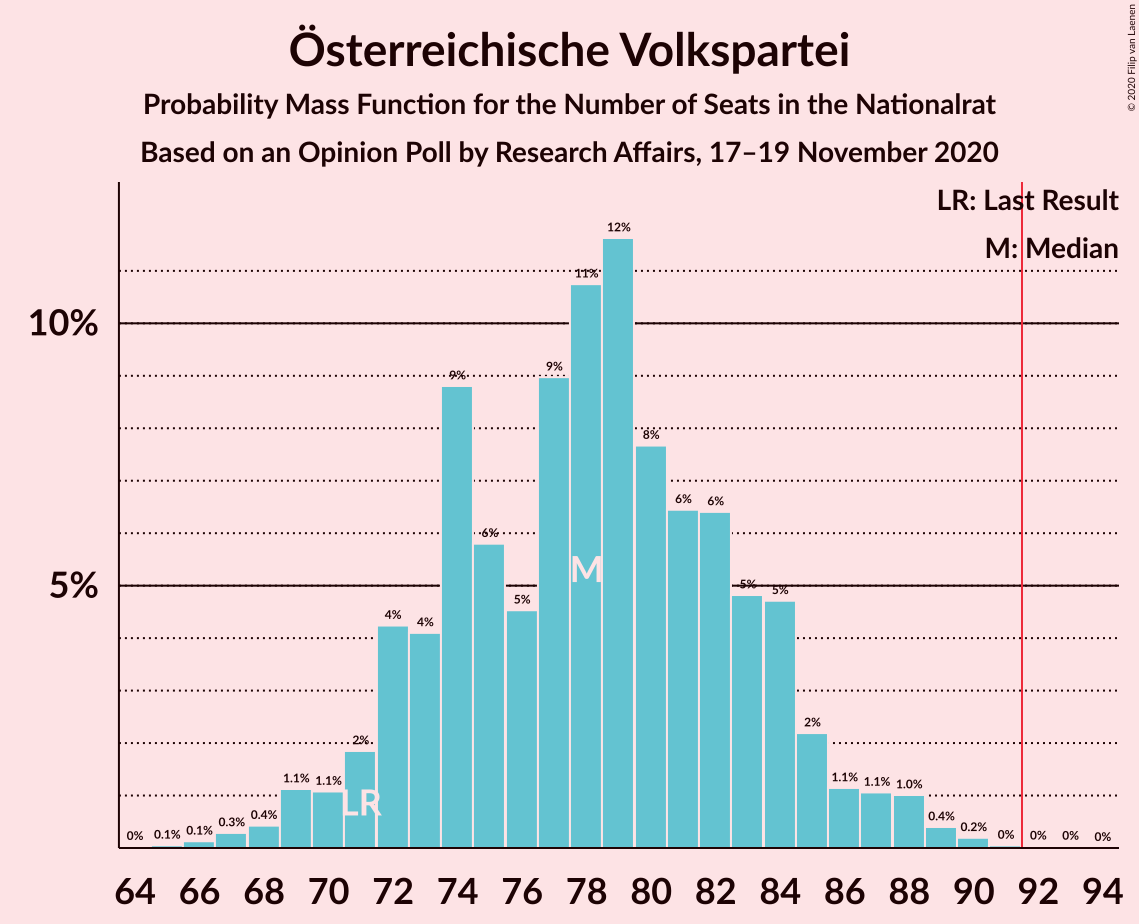 Österreichische Volkspartei
Probability Mass Function for the Number of Seats in the Nationalrat
Based on an Opinion Poll by Research Affairs, 17–19 November 2020
© 2020 Filip van Laenen
LR: Last Result
M: Median
10%
5%
0% 0.1% 0.1% 0.3% 0.4% 1.1% 1.1% 2% 4% 4% 9% 6% 5% 9% 11% 12% 8% 6% 6% 5% 5% 2% 1.1% 1.1% 1.0% 0.4% 0.2% 0% 0% 0% 0%
M
LR
64 66 68 70 72 74 76 78 80 82 84 86 88 90 92 94